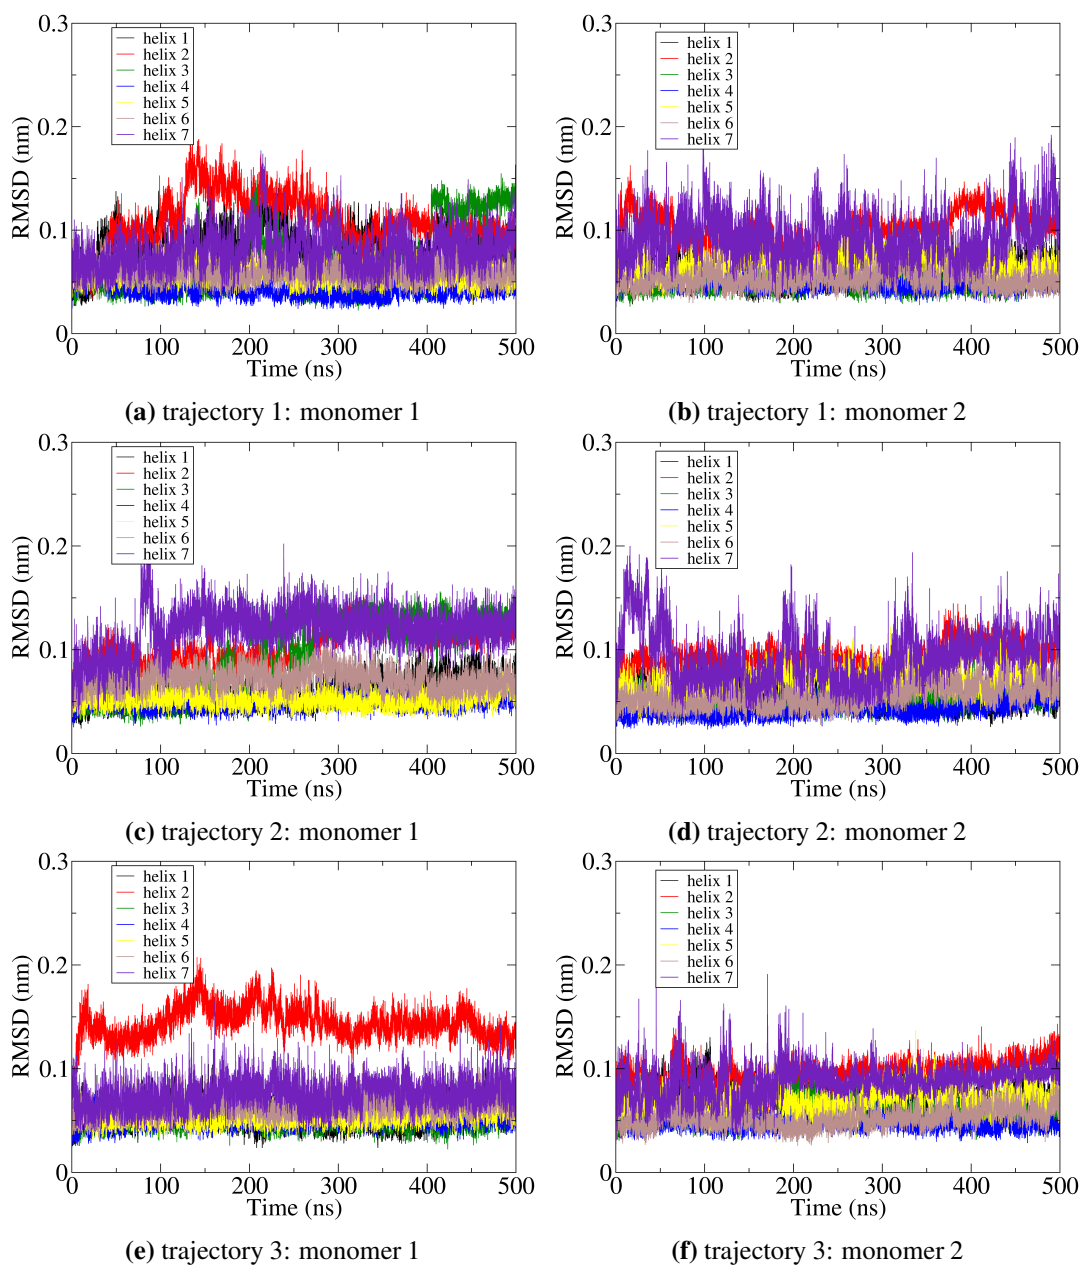 0.3
0.2
0.1
0
RMSD (nm)
helix 1
helix 2
helix 3
helix 4
helix 5
helix 6
helix 7
0 100 200 300 400 500
Time (ns)
(a) trajectory 1: monomer 1
0.3
0.2
0.1
0
RMSD (nm)
helix 1
helix 2
helix 3
helix 4
helix 5
helix 6
helix 7
0 100 200 300 400 500
Time (ns)
(b) trajectory 1: monomer 2
0.3
0.2
0.1
0
RMSD (nm)
helix 1
helix 2
helix 3
helix 4
helix 5
helix 6
helix 7
0 100 200 300 400 500
Time (ns)
(c) trajectory 2: monomer 1
0.3
0.2
0.1
0
RMSD (nm)
helix 1
helix 2
helix 3
helix 4
helix 5
helix 6
helix 7
0 100 200 300 400 500
Time (ns)
(d) trajectory 2: monomer 2
0.3
0.2
0.1
0
RMSD (nm)
helix 1
helix 2
helix 3
helix 4
helix 5
helix 6
helix 7
0 100 200 300 400 500
Time (ns)
(e) trajectory 3: monomer 1
0.3
0.2
0.1
0
RMSD (nm)
helix 1
helix 2
helix 3
helix 4
helix 5
helix 6
helix 7
0 100 200 300 400 500
Time (ns)
(f) trajectory 3: monomer 2